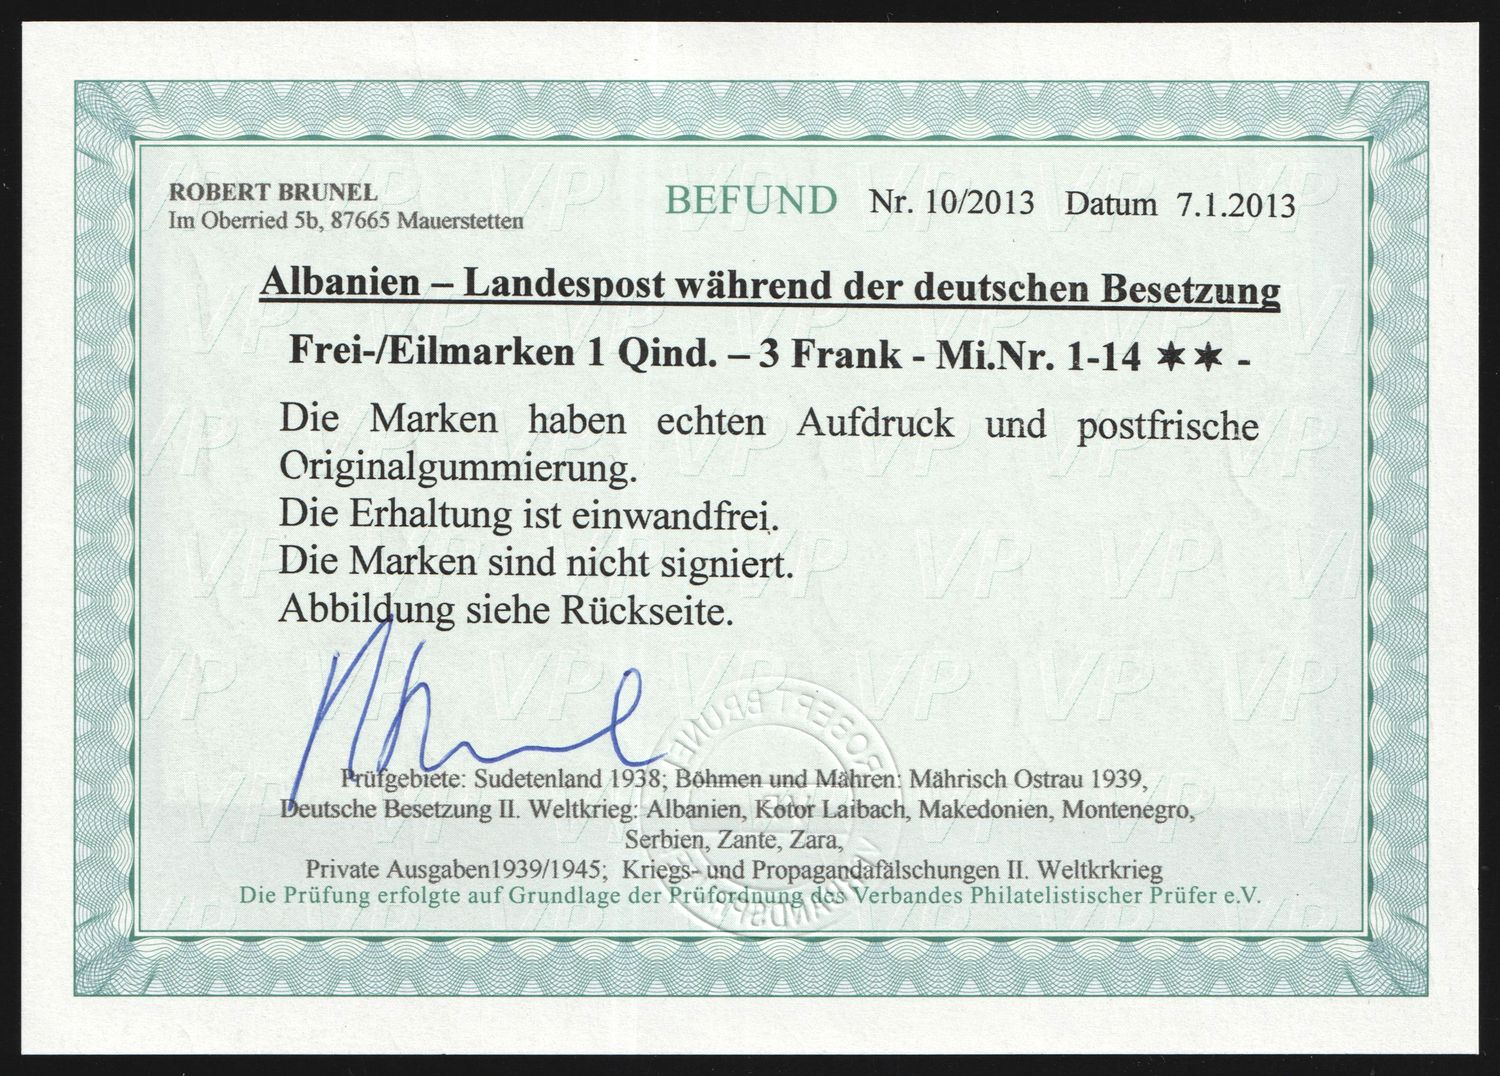 ROBERT BRUNEL
Im Oberried 5b, 87665 Mauerstetten
BEFUND Nr. 10/2013 Datum 7.1.2013
Albanien – Landespost während der deutschen Besetzung
Frei-/Eilmarken 1 Qind. – 3 Frank - Mi.Nr. 1-14 ✶✶ -
Die Marken haben echten Aufdruck und postfrische
Originalgummierung.
Die Erhaltung ist einwandfrei.
Die Marken sind nicht signiert.
Abbildung siehe Rückseite.
Prüfgebiete: Sudetenland 1938; Böhmen und Mähren: Mährisch Ostrau 1939,
Deutsche Besetzung II. Weltkrieg: Albanien, Kotor Laibach, Makedonien, Montenegro,
Serbien, Zante, Zara,
Private Ausgaben1939/1945; Kriegs- und Propagandafälschungen II. Weltkrkrieg
Die Prüfung erfolgte auf Grundlage der Prüfordnung des Verbandes Philatelistischer Prüfer e.V.
ROBERT BRUNEL